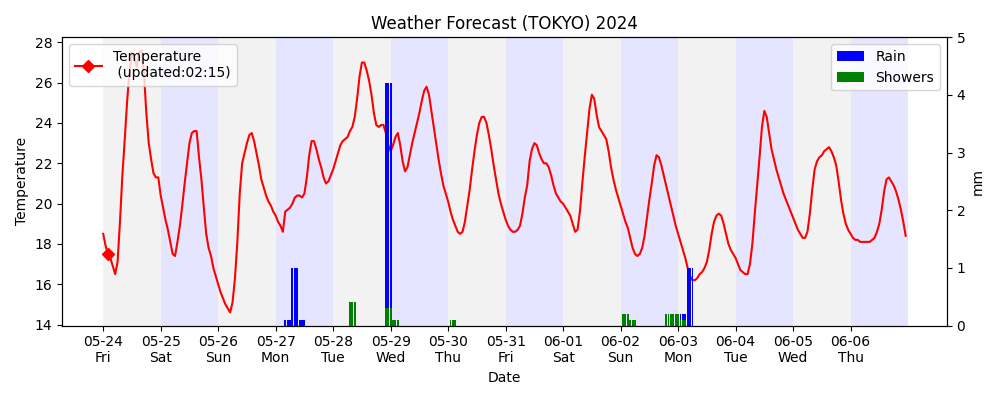 Weather Forecast (TOKYO) 2024
Temperature
(updated:02:15)
Rain
Showers
28
26
24
22
20
18
16
14
Temperature
5
4
3
2
1
0
mm
05-24 05-25 05-26 05-27 05-28 05-29 05-30 05-31 06-01 06-02 06-03 06-04 06-05 06-06
Fri Sat Sun Mon Tue Wed Thu Fri Sat Sun Mon Tue Wed Thu
Date